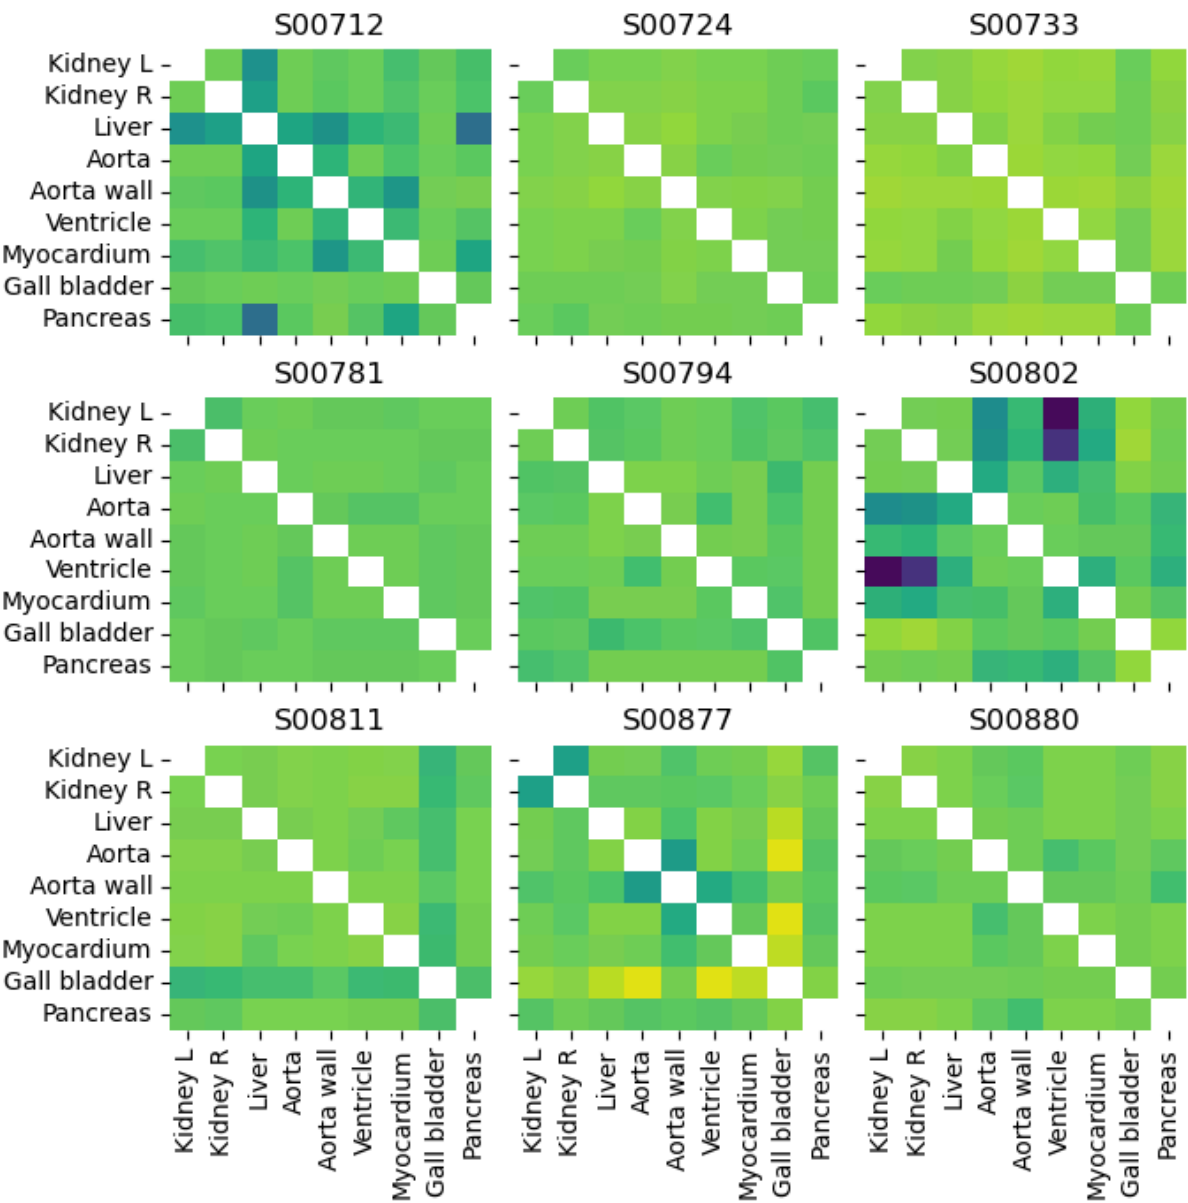 S00712 S00724 S00733
Kidney L
Kidney R
Liver
Aorta
Aorta wall
Ventricle
Myocardium
Gall bladder
Pancreas
S00781 S00794 S00802
Kidney L
Kidney R
Liver
Aorta
Aorta wall
Ventricle
Myocardium
Gall bladder
Pancreas
S00811 S00877 S00880
Kidney L
Kidney R
Liver
Aorta
Aorta wall
Ventricle
Myocardium
Gall bladder
Pancreas
Kidney L
Kidney R
Liver
Aorta
Aorta wall
Ventricle
Myocardium
Gall bladder
Pancreas
Kidney L
Kidney R
Liver
Aorta
Aorta wall
Ventricle
Myocardium
Gall bladder
Pancreas
Kidney L
Kidney R
Liver
Aorta
Aorta wall
Ventricle
Myocardium
Gall bladder
Pancreas